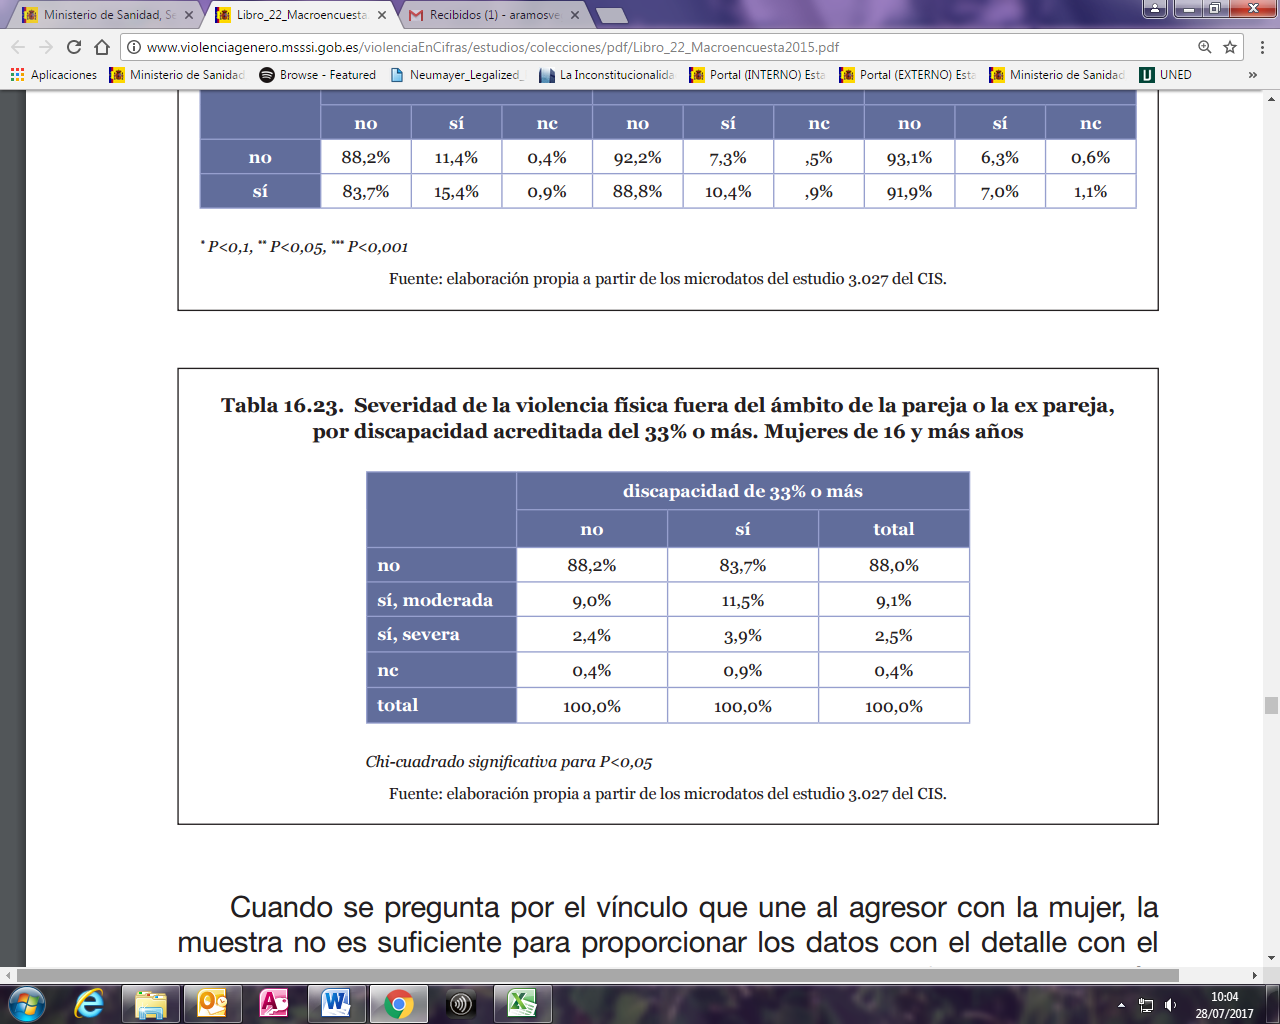 Ministerio de Sanidad, Se
Libro_22_Macroencuesta
Recibidos (1) - aramosve
www.violenciagenero.msssi.gob.es/violenciaEnCifras/estudios/colecciones/pdf/Libro_22_Macroencuesta2015.pdf
Aplicaciones Ministerio de Sanidad Browse - Featured Neumayer_Legalized_ La Inconstitucionalida Portal (INTERNO) Esta Portal (EXTERNO) Esta Ministerio de Sanidad UNED »
no sí nc no sí nc no sí nc
no 88,2% 11,4% 0,4% 92,2% 7,3% ,5% 93,1% 6,3% 0,6%
sí 83,7% 15,4% 0,9% 88,8% 10,4% ,9% 91,9% 7,0% 1,1%
* P<0,1, ** P<0,05, *** P<0,001
Fuente: elaboración propia a partir de los microdatos del estudio 3.027 del CIS.
Tabla 16.23. Severidad de la violencia física fuera del ámbito de la pareja o la ex pareja,
por discapacidad acreditada del 33% o más. Mujeres de 16 y más años
discapacidad de 33% o más
no sí total
no 88,2% 83,7% 88,0%
sí, moderada 9,0% 11,5% 9,1%
sí, severa 2,4% 3,9% 2,5%
nc 0,4% 0,9% 0,4%
total 100,0% 100,0% 100,0%
Chi-cuadrado significativa para P<0,05
Fuente: elaboración propia a partir de los microdatos del estudio 3.027 del CIS.
Cuando se pregunta por el vínculo que une al agresor con la mujer, la
muestra no es suficiente para proporcionar los datos con el detalle con el
10:04
28/07/2017